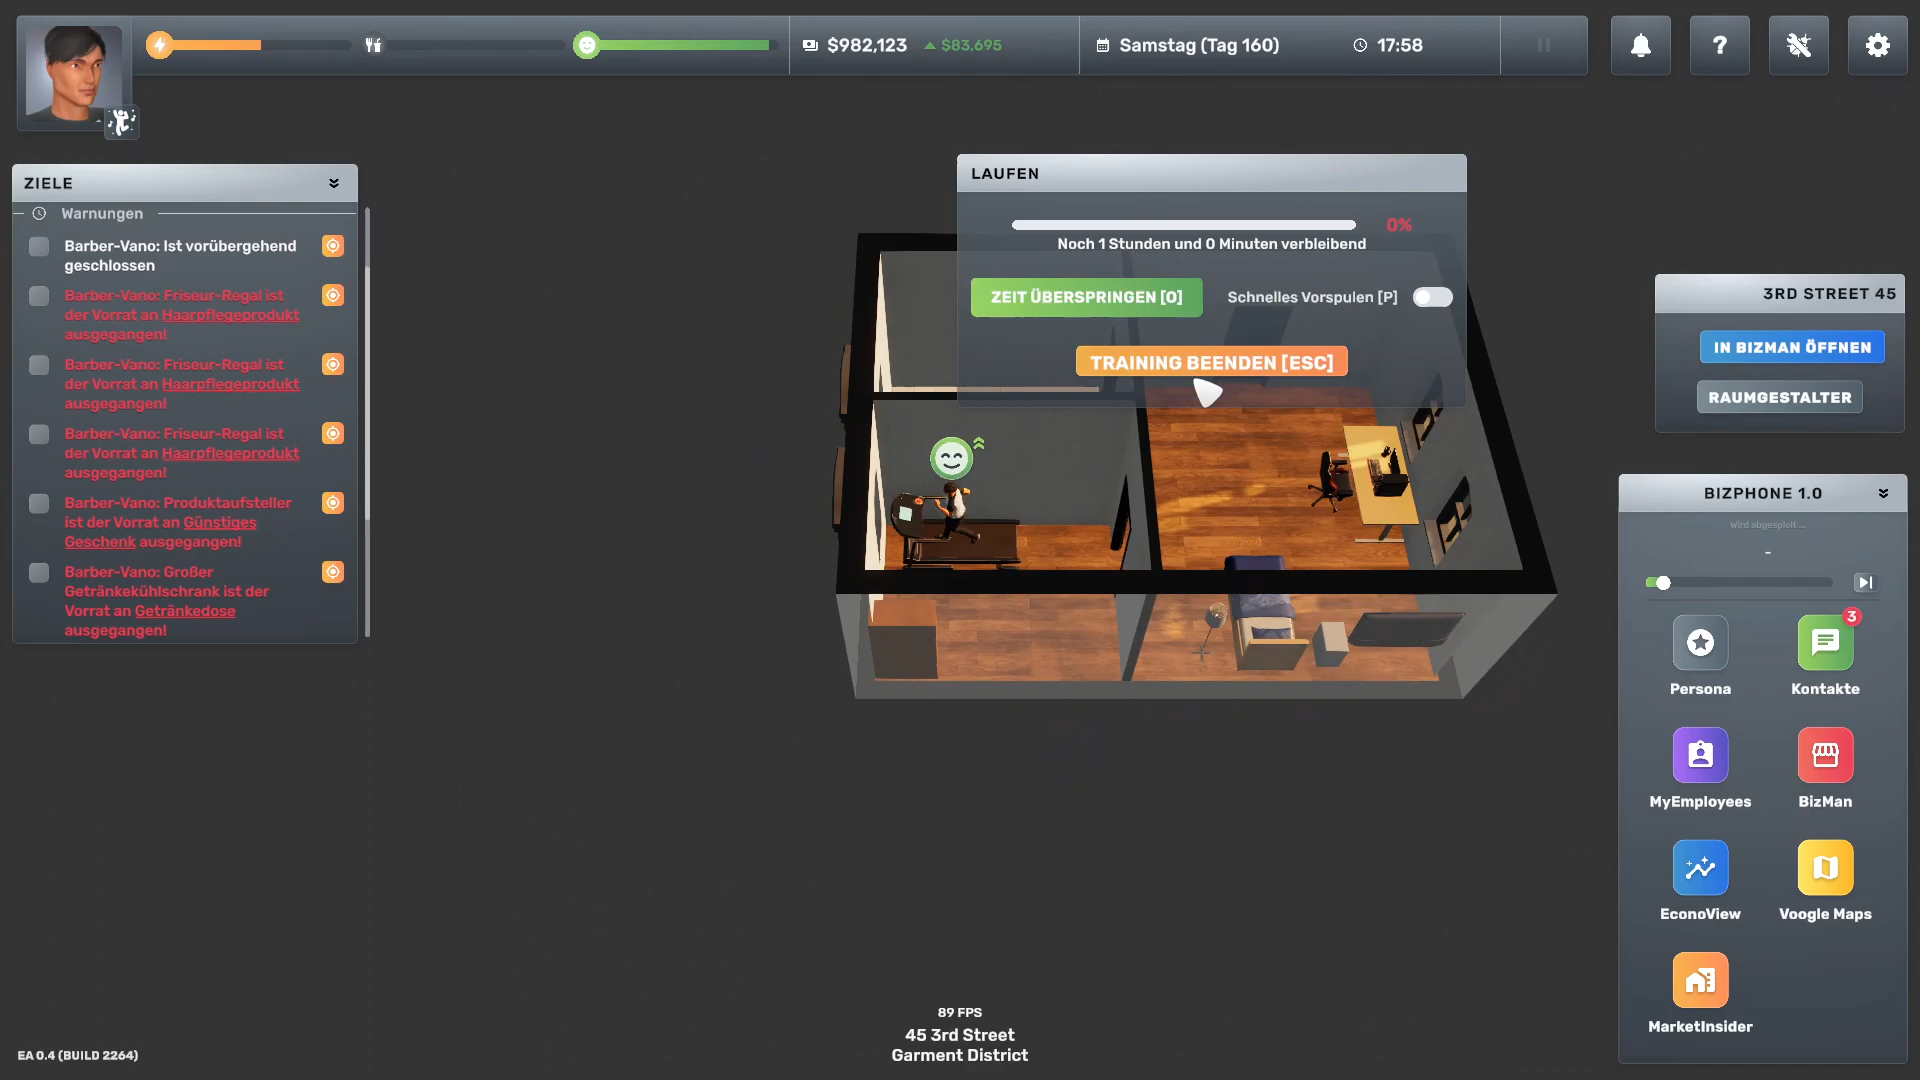 $982,123
$83,695
Samstag (Tag 160)
17:58
?
ZIELE
Warnungen
Barber-Vano: Ist vorübergehend
geschlossen
Barber-Vano: Friseur-Regal ist
der Vorrat an Haarpflegeprodukt
ausgegangen!
Barber-Vano: Friseur-Regal ist
der Vorrat an Haarpflegeprodukt
ausgegangen!
Barber-Vano: Friseur-Regal ist
der Vorrat an Haarpflegeprodukt
ausgegangen!
Barber-Vano: Produktaufsteller
ist der Vorrat an Günstiges
Geschenk ausgegangen!
Barber-Vano: Großer
Getränkekühlschrank ist der
Vorrat an Getränkedose
ausgegangen!
LAUFEN
0%
Noch 1 Stunden und 0 Minuten verbleibend
ZEIT ÜBERSPRINGEN [O]
Schnelles Vorspulen [P]
TRAINING BEENDEN [ESC]
3RD STREET 45
IN BIZMAN ÖFFNEN
RAUMGESTALTER
BIZPHONE 1.0
Wird abgespielt ...
-
3
Persona
Kontakte
MyEmployees
BizMan
EconoView
Voogle Maps
MarketInsider
89 FPS
45 3rd Street
Garment District
EA 0.4 (BUILD 2264)